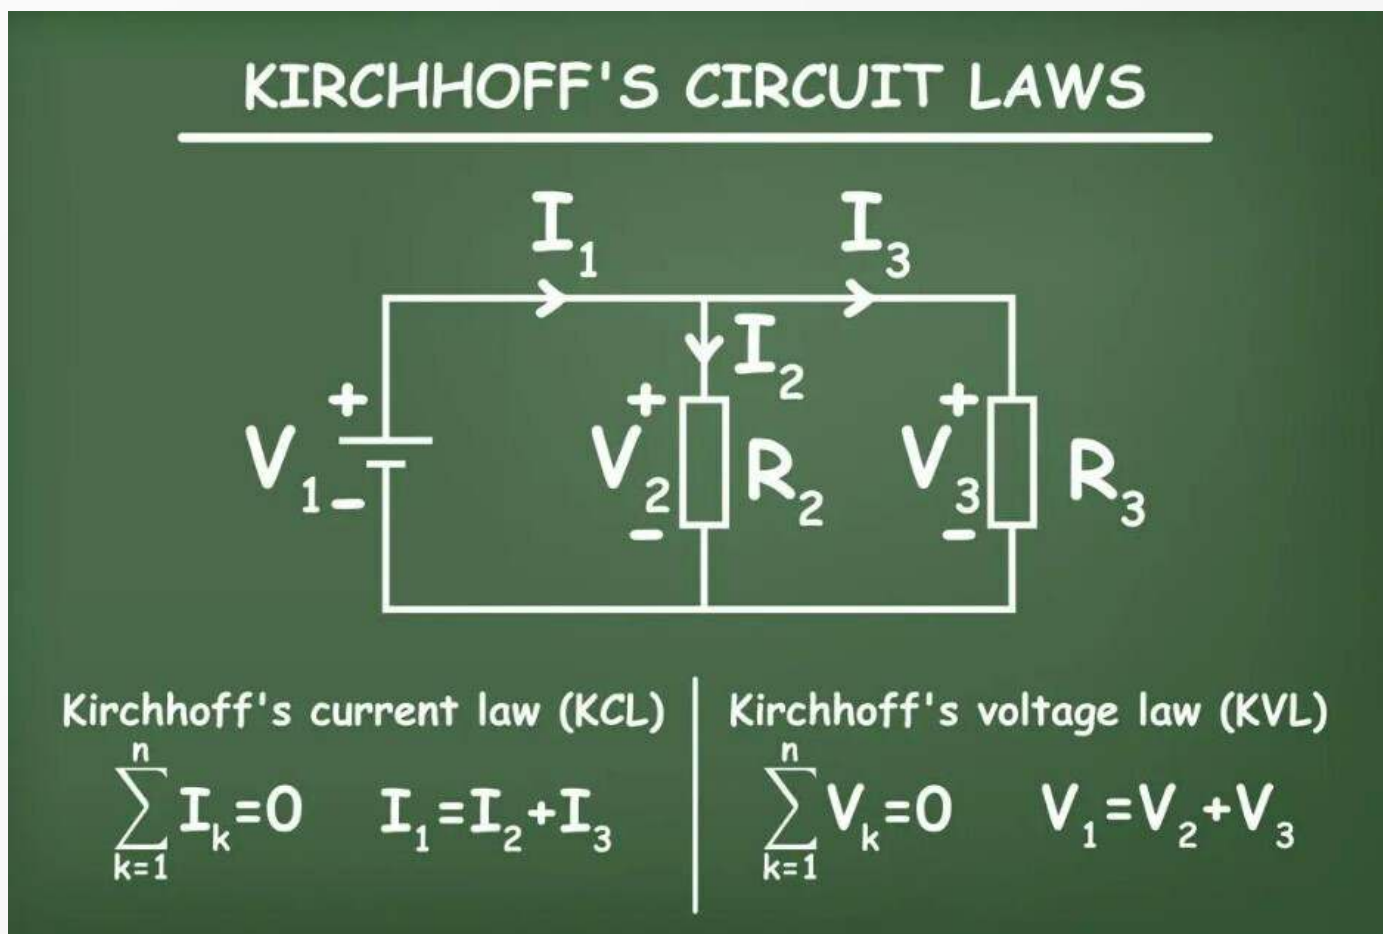 KIRCHHOFF'S CIRCUIT LAWS
I₁ I₃
I₂
+ + +
V₁ V₂ R₂ V₃ R₃
- - -
Kirchhoff's current law (KCL)
n
∑ Iₖ=0 I₁=I₂+I₃
k=1
Kirchhoff's voltage law (KVL)
n
∑ Vₖ=0 V₁=V₂+V₃
k=1